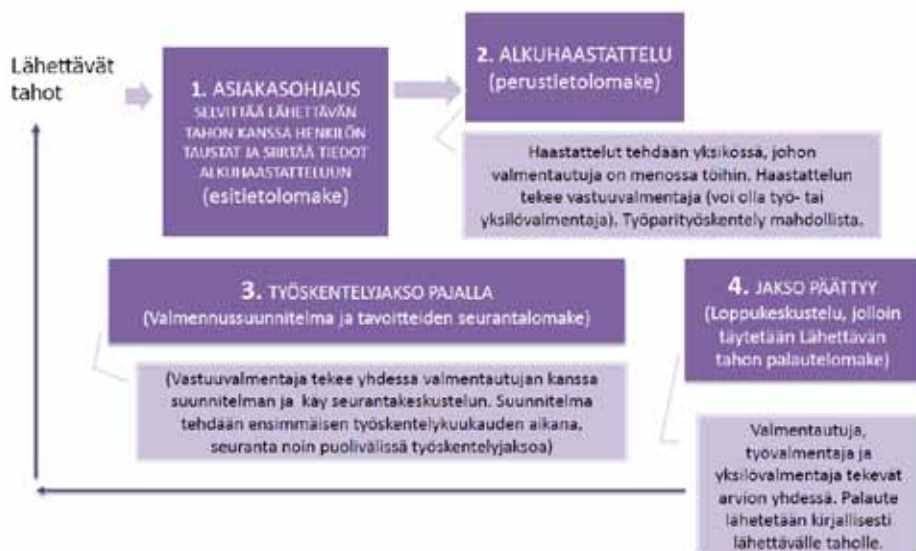 Lähettävät
tahot
1. ASIAKASOHJAUS
SELVITTÄÄ LÄHETTÄVÄN
TAHON KANSSA HENKILÖN
TAUSTAT JA SIIRTÄÄ TIEDOT
ALKUHAASTATTELUUN
(esitietolomake)
2. ALKUHAASTATTELU
(perustietolomake)
Haastattelut tehdään yksikössä, johon
valmentautuja on menossa töihin. Haastattelun
tekee vastuuvalmentaja (voi olla työ- tai
yksilövalmentaja). Työparityöskentely mahdollista.
3. TYÖSKENTELYJAKSO PAJALLA
(Valmennussuunnitelma ja tavoitteiden seurantalomake)
(Vastuuvalmentaja tekee yhdessä valmentautujan kanssa
suunnitelman ja käy seurantakeskustelun. Suunnitelma
tehdään ensimmäisen työskentelykuukauden aikana,
seuranta noin puolivälissä työskentelyjaksoa)
4. JAKSO PÄÄTTYY
(Loppukeskustelu, jolloin
täytetään Lähettävän
tahon palautelomake)
Valmentautuja,
työvalmentaja ja
yksilövalmentaja tekevät
arvion yhdessä. Palaute
lähetetään kirjallisesti
lähettävälle taholle.